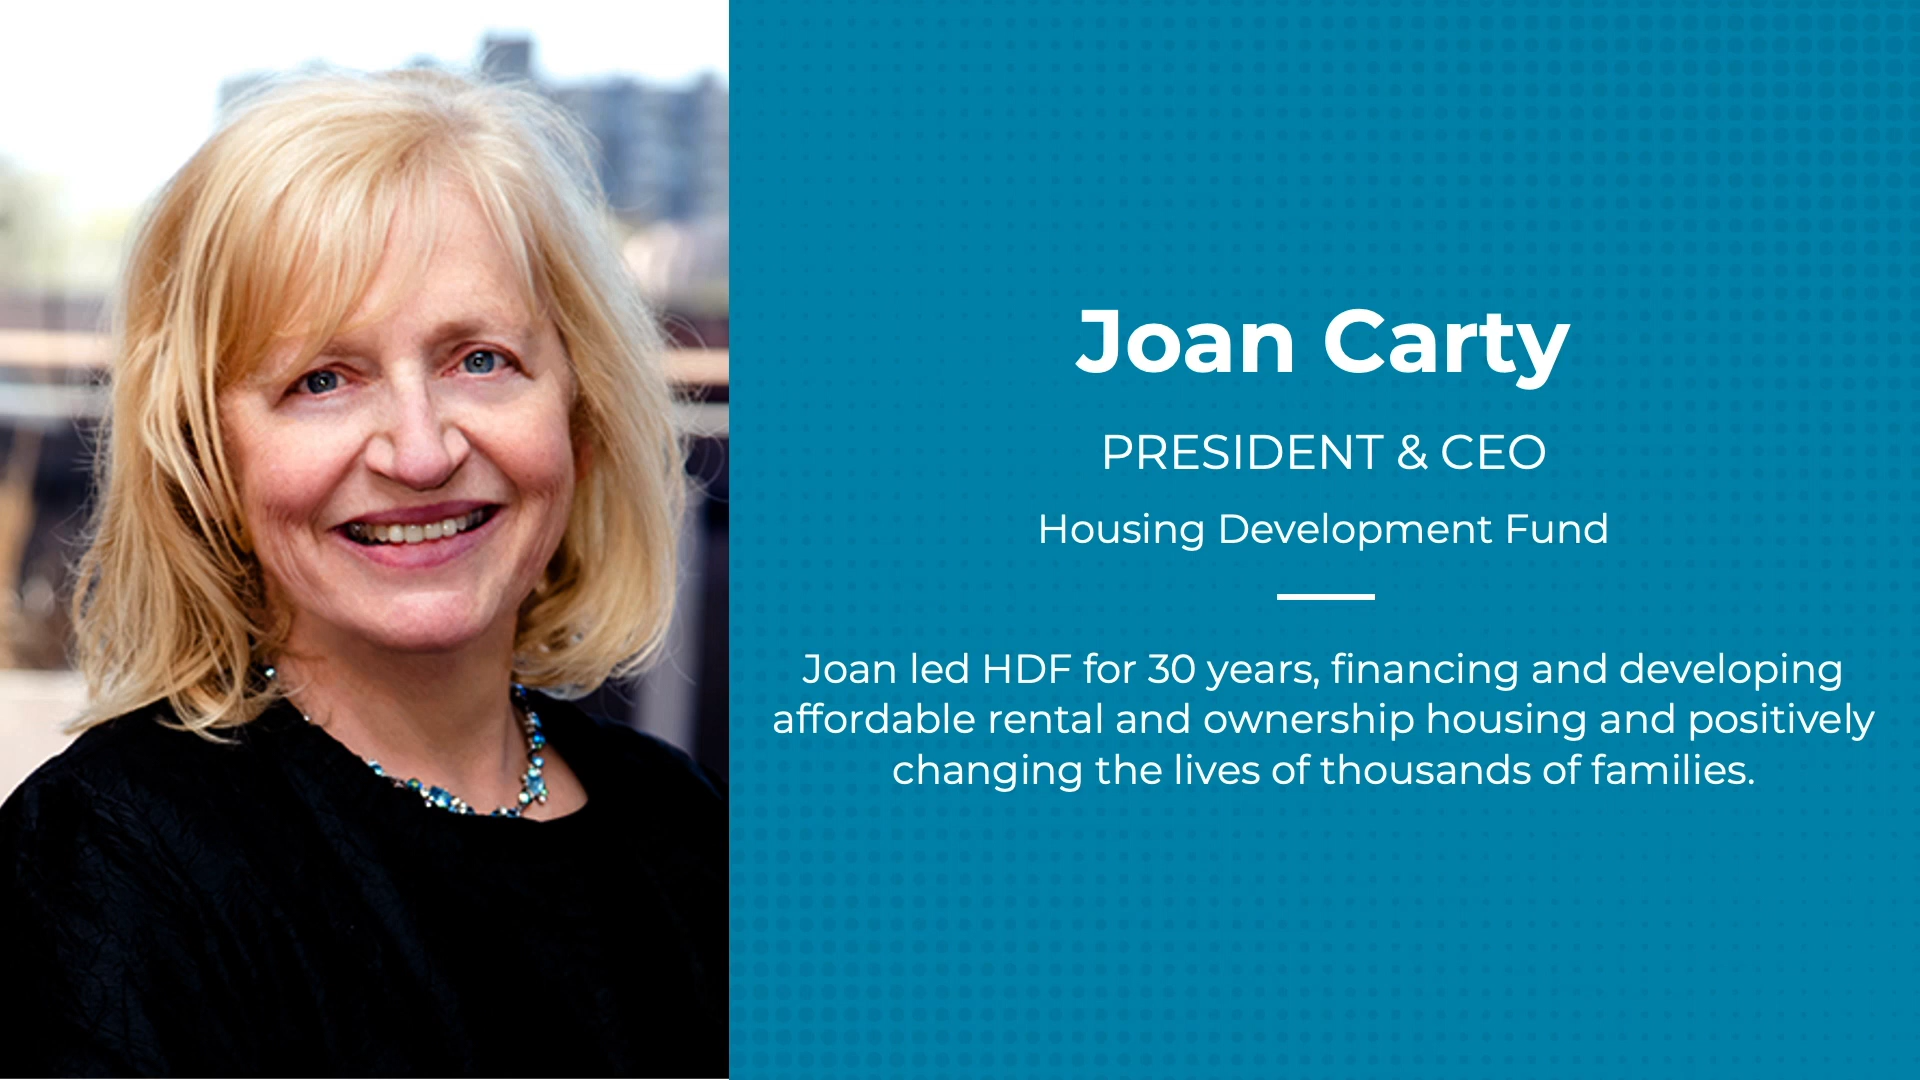 Joan Carty
PRESIDENT & CEO
Housing Development Fund
Joan led HDF for 30 years, financing and developing
affordable rental and ownership housing and positively
changing the lives of thousands of families.